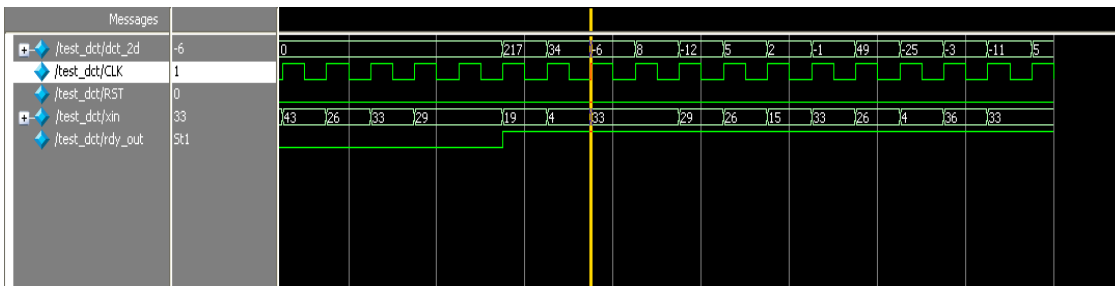 Messages
/test_dct/dct_2d -6 0 217 34 -6 8 -12 5 2 -1 49 -25 -3 -11 5
/test_dct/CLK 1
/test_dct/RST 0
/test_dct/xin 33 43 26 33 29 19 4 33 29 26 15 33 26 4 36 33
/test_dct/rdy_out St1